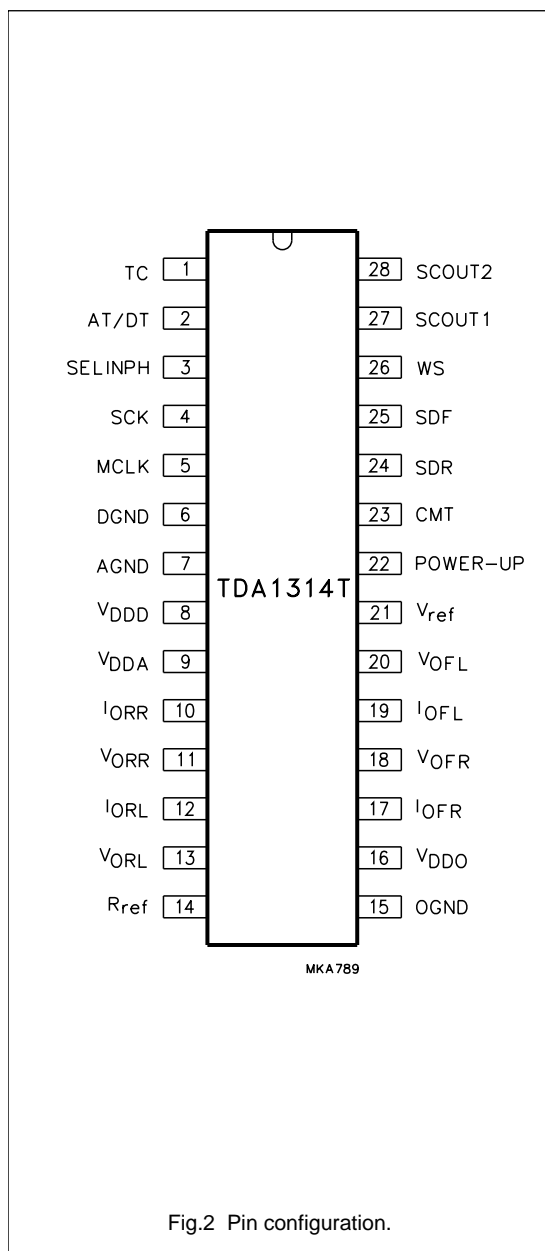 TC 1 28 SCOUT2
AT/DT 2 27 SCOUT1
SELINPH 3 26 WS
SCK 4 25 SDF
MCLK 5 24 SDR
DGND 6 23 CMT
AGND 7 22 POWER-UP
TDA1314T
VDDD 8 21 Vref
VDDA 9 20 VOFL
IORR 10 19 IOFL
VORR 11 18 VOFR
IORL 12 17 IOFR
VORL 13 16 VDDO
Rref 14 15 OGND
MKA789
Fig.2 Pin configuration.